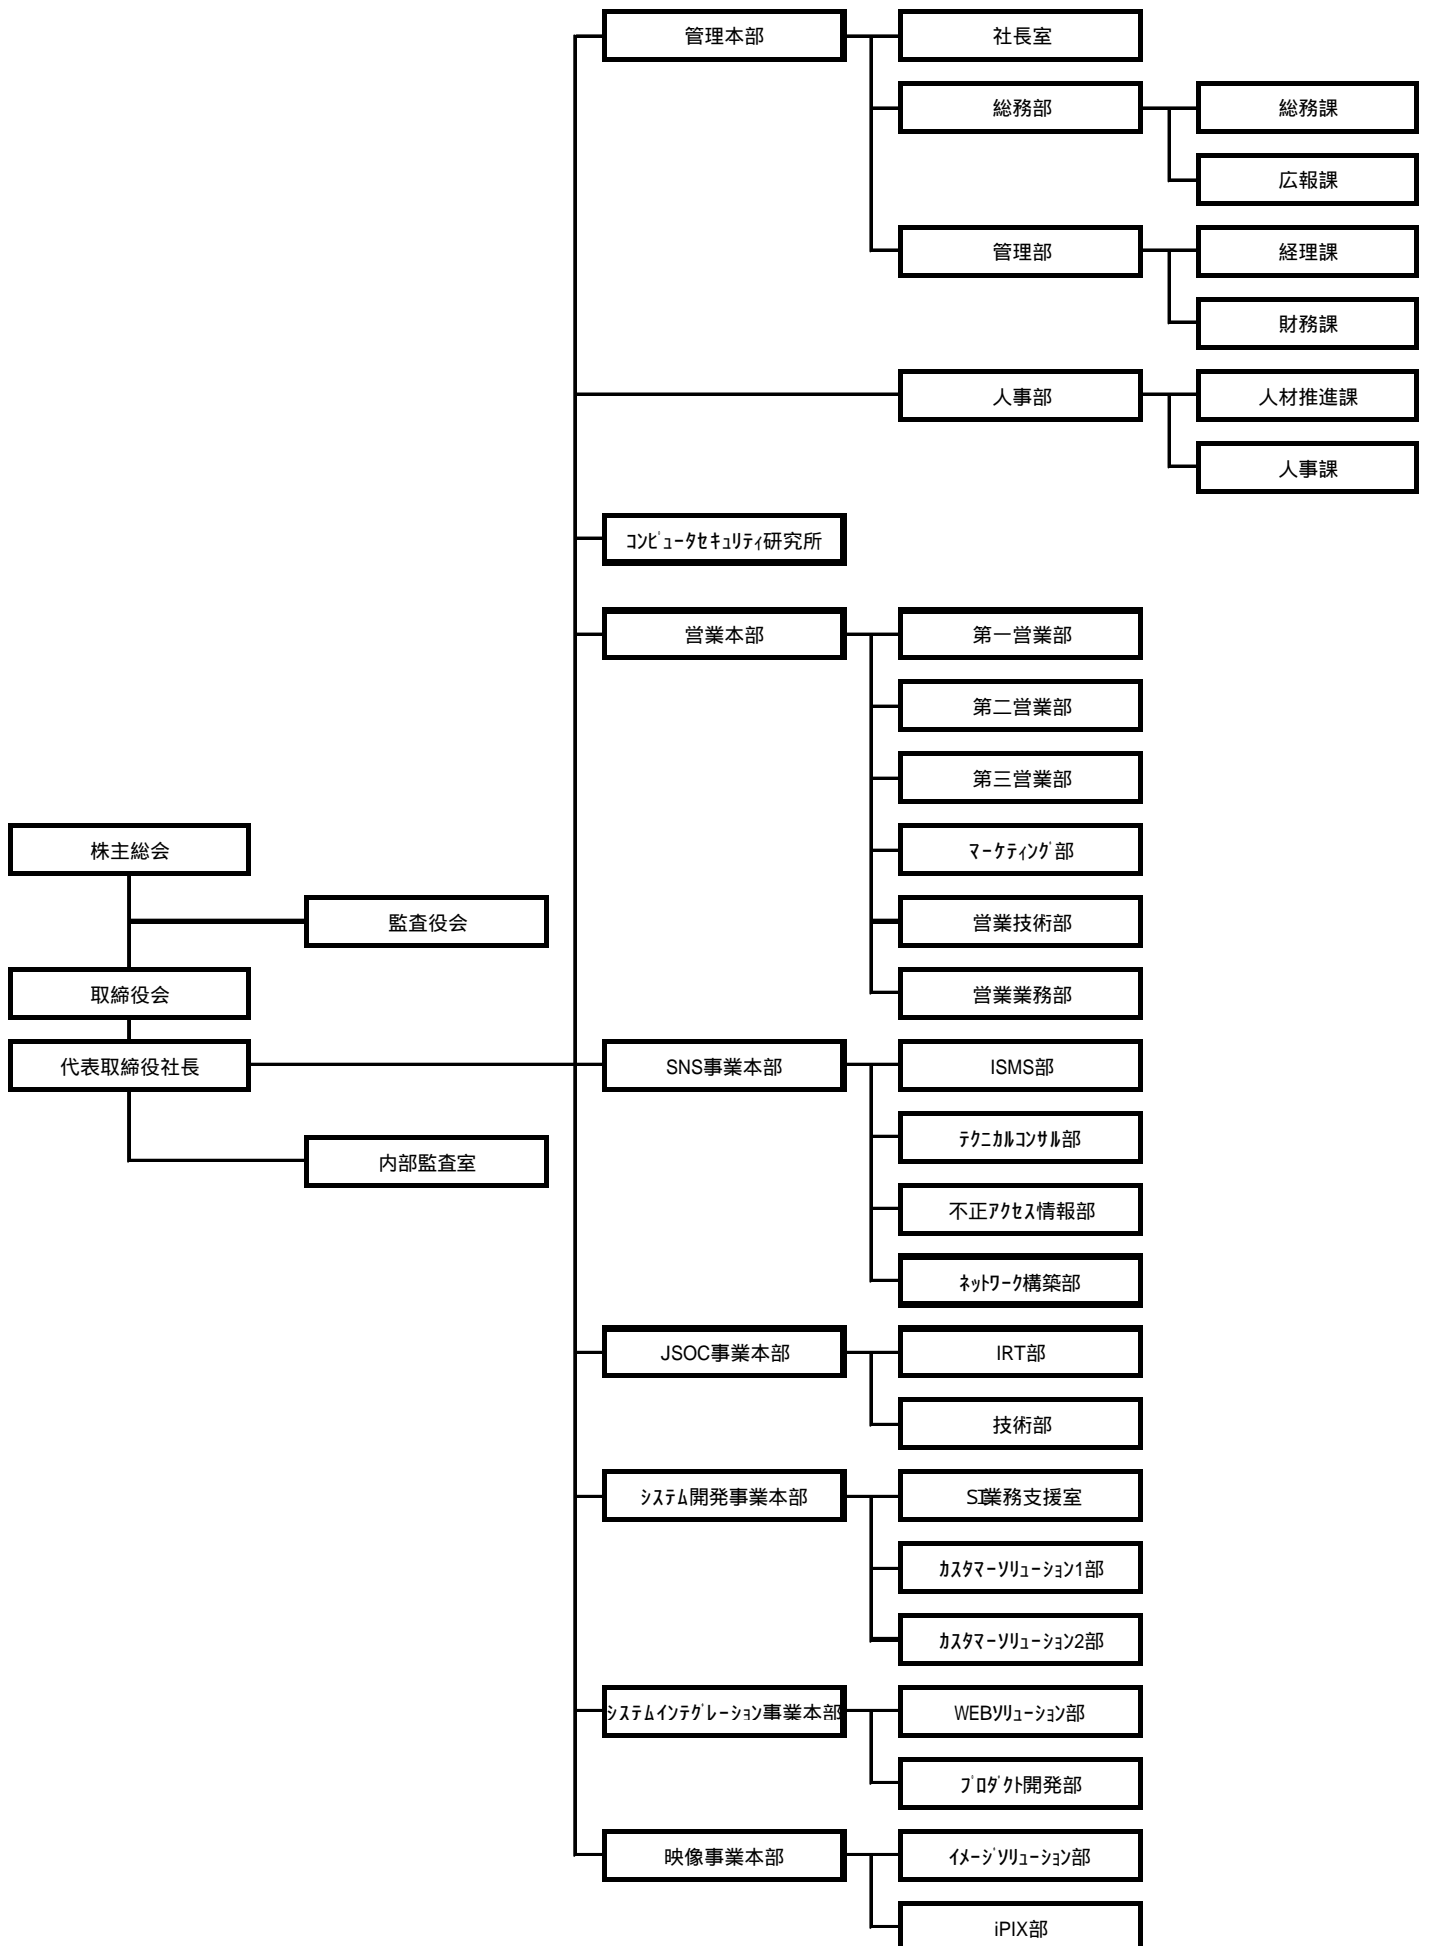 管理本部
社長室
総務部
総務課
広報課
管理部
経理課
財務課
人事部
人材推進課
人事課
ｺﾝﾋﾟｭｰﾀｾｷｭﾘﾃｨ研究所
営業本部
第一営業部
第二営業部
第三営業部
ﾏｰｹﾃｨﾝｸﾞ部
営業技術部
営業業務部
株主総会
監査役会
取締役会
代表取締役社長
内部監査室
SNS事業本部
ISMS部
ﾃｸﾆｶﾙｺﾝｻﾙ部
不正ｱｸｾｽ情報部
ﾈｯﾄﾜｰｸ構築部
JSOC事業本部
IRT部
技術部
ｼｽﾃﾑ開発事業本部
SI業務支援室
ｶｽﾀﾏｰｿﾘｭｰｼｮﾝ1部
ｶｽﾀﾏｰｿﾘｭｰｼｮﾝ2部
ｼｽﾃﾑｲﾝﾃｸﾞﾚｰｼｮﾝ事業本部
WEBｿﾘｭｰｼｮﾝ部
ﾌﾟﾛﾀﾞｸﾄ開発部
映像事業本部
ｲﾒｰｼﾞｿﾘｭｰｼｮﾝ部
iPIX部